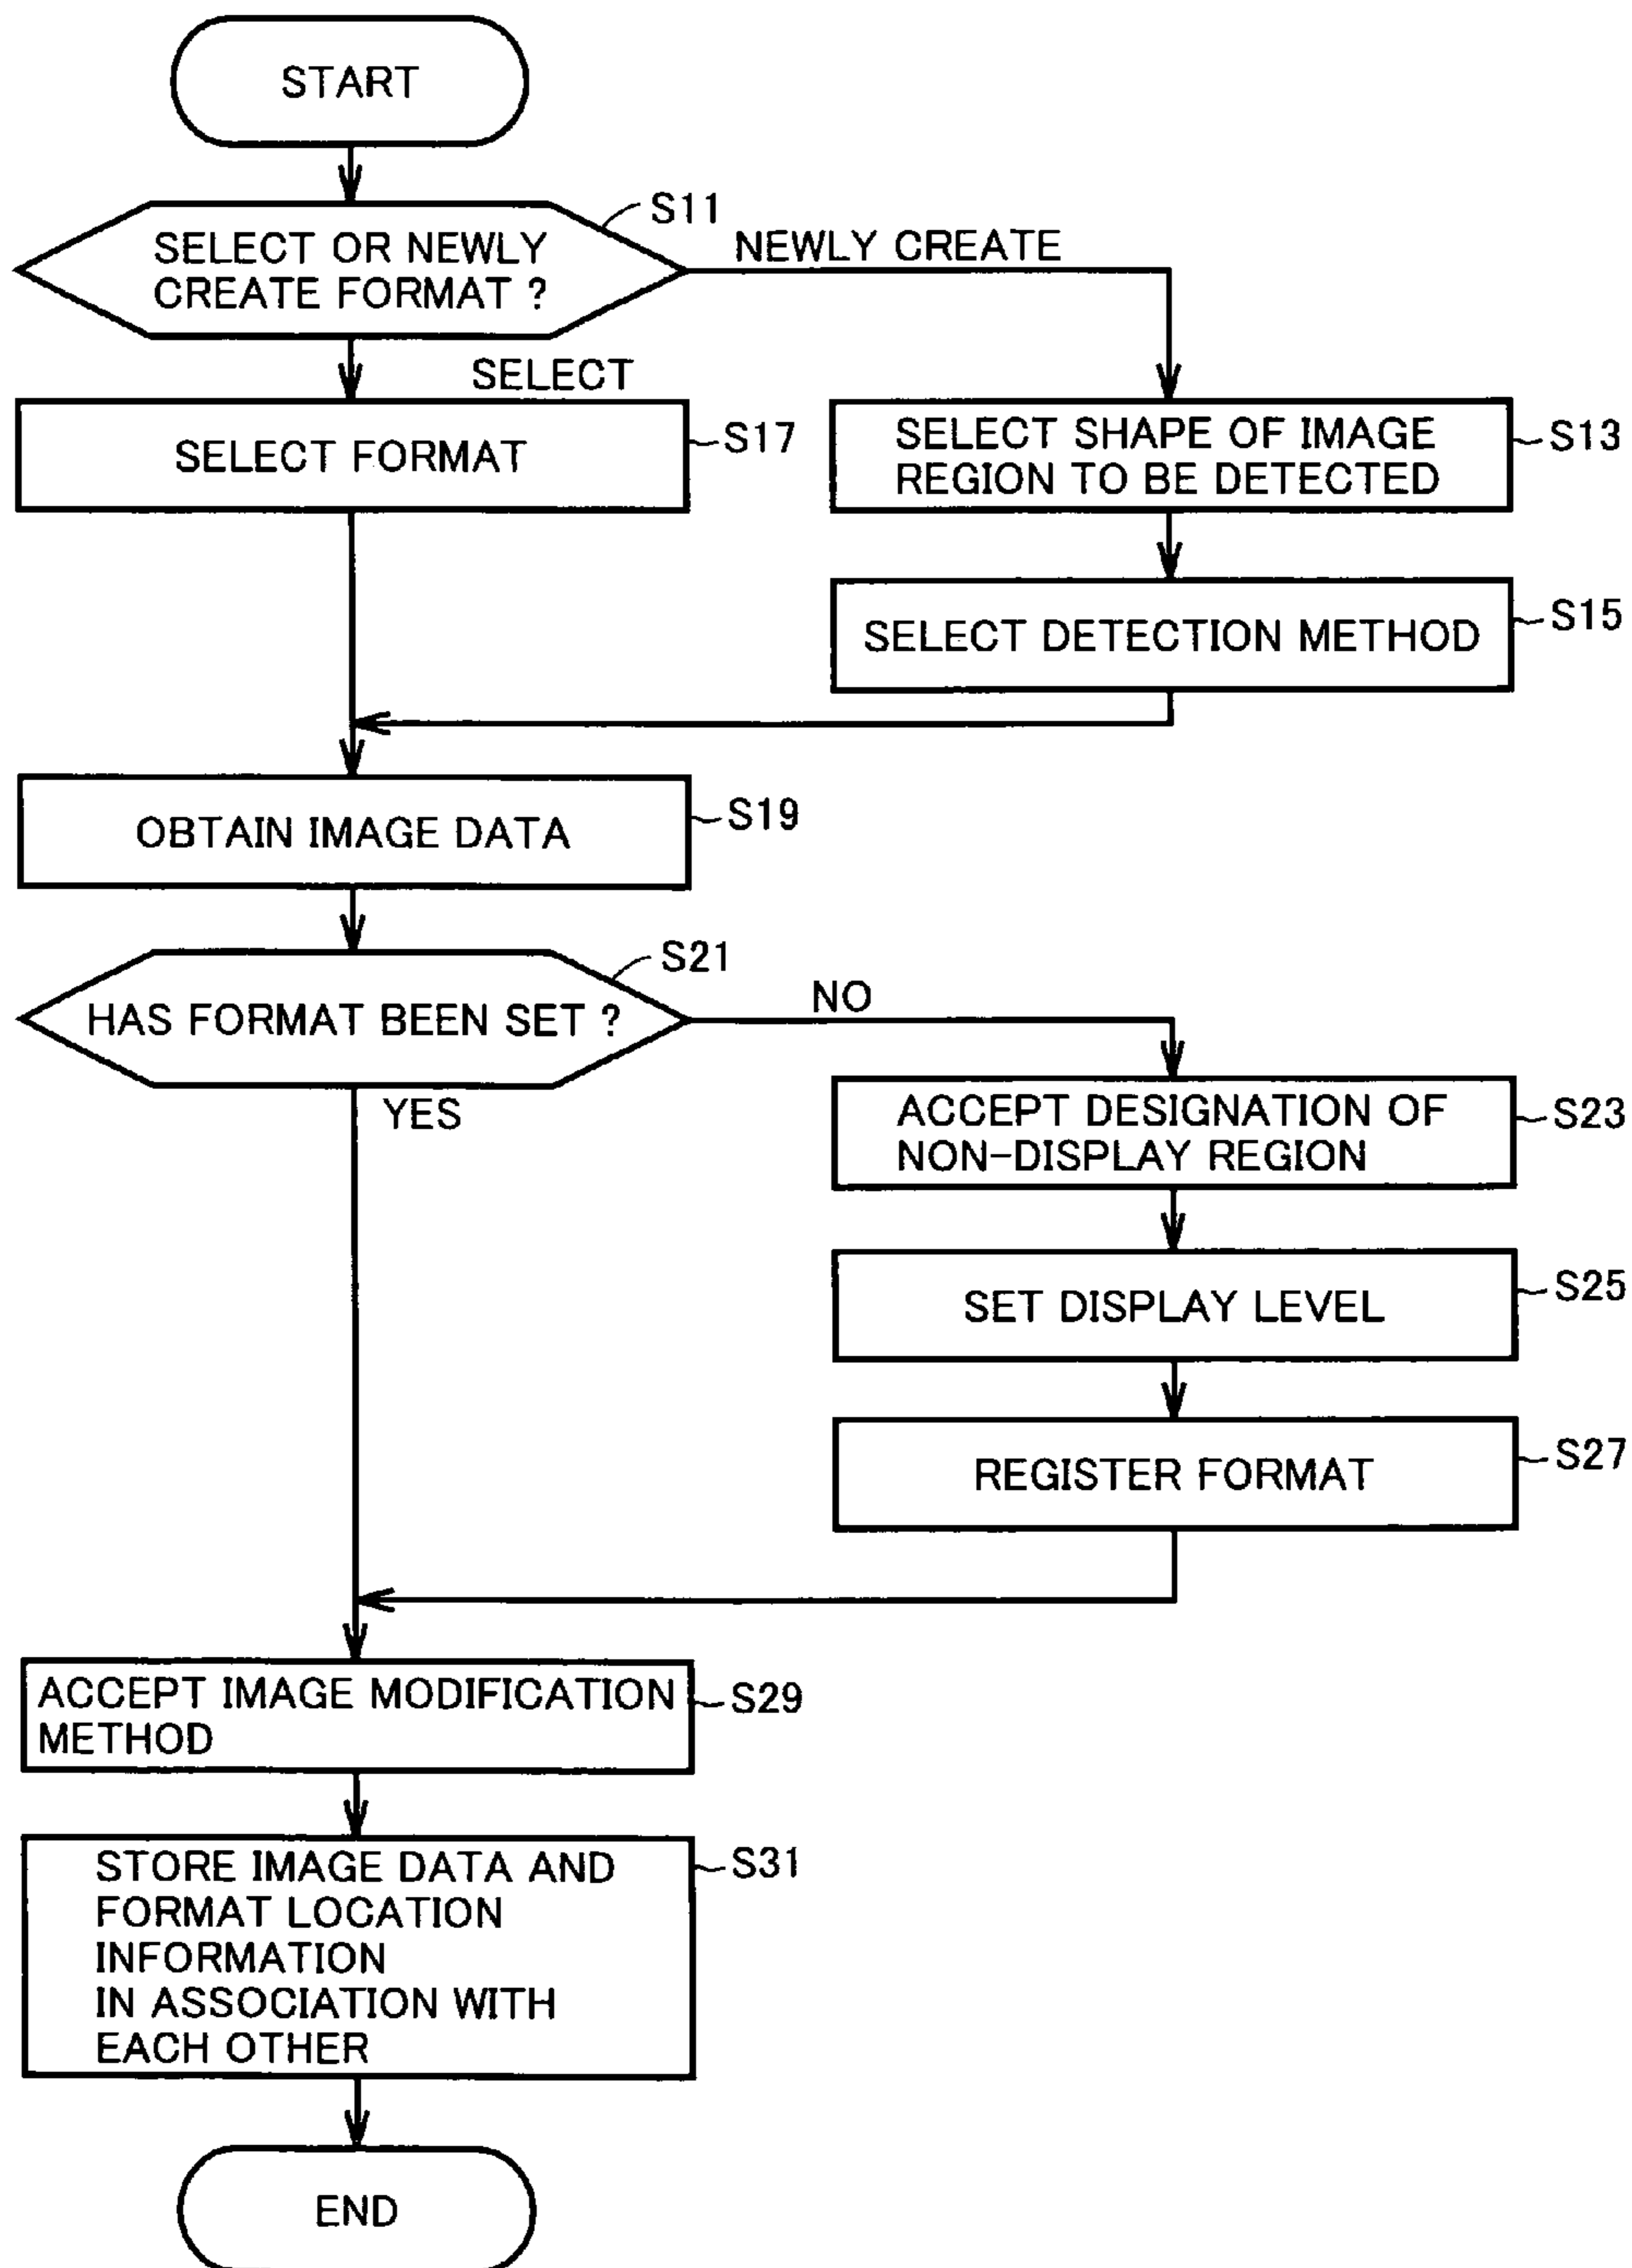 START
S11
SELECT OR NEWLY
CREATE FORMAT ?
NEWLY CREATE
SELECT
SELECT FORMAT
S17
SELECT SHAPE OF IMAGE
REGION TO BE DETECTED
S13
SELECT DETECTION METHOD
S15
OBTAIN IMAGE DATA
S19
S21
HAS FORMAT BEEN SET ?
NO
YES
ACCEPT DESIGNATION OF
NON-DISPLAY REGION
S23
SET DISPLAY LEVEL
S25
REGISTER FORMAT
S27
ACCEPT IMAGE MODIFICATION
METHOD
S29
STORE IMAGE DATA AND
FORMAT LOCATION
INFORMATION
IN ASSOCIATION WITH
EACH OTHER
S31
END